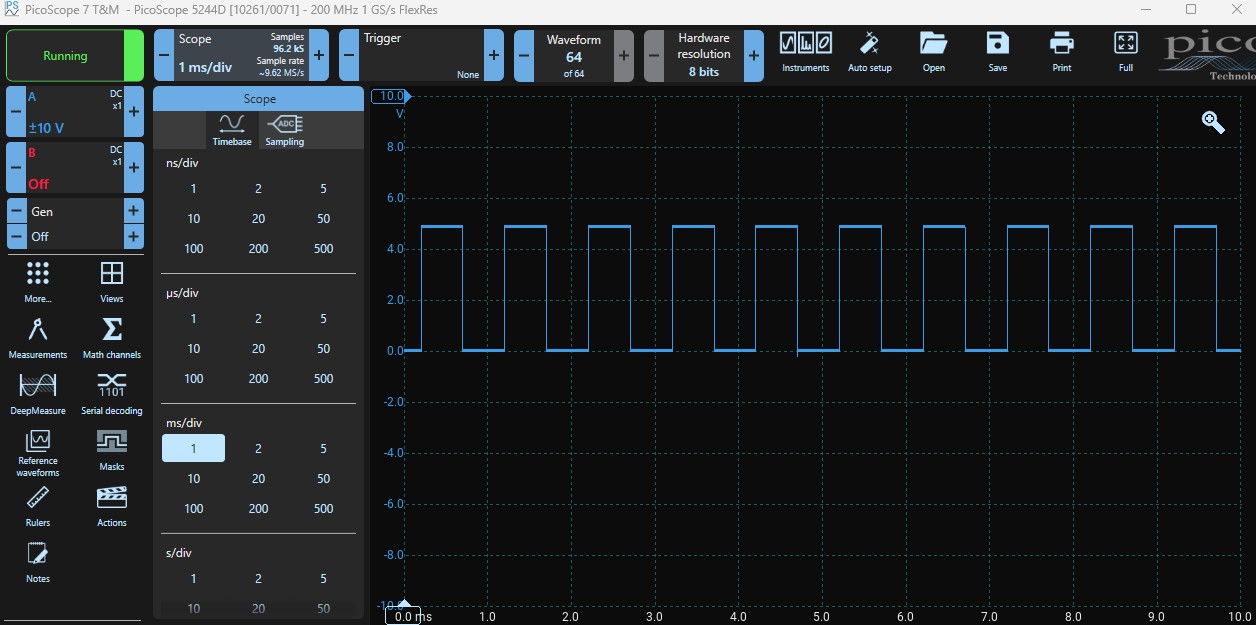 PicoScope 7 T&M - PicoScope 5244D [10261/0071] - 200 MHz 1 GS/s FlexRes
Running
Scope
1 ms/div
Samples
96.2 kS
Sample rate
~9.62 MS/s
Trigger
None
Waveform
64
of 64
Hardware
resolution
8 bits
Instruments
Auto setup
Open
Save
Print
Full
pico
Technolo
A
DC
x1
±10 V
B
DC
x1
Off
Gen
Off
More...
Views
Measurements
Math channels
DeepMeasure
1101
Serial decoding
Reference
waveforms
Masks
Rulers
Actions
Notes
Scope
Timebase
ADC
Sampling
ns/div
1 2 5
10 20 50
100 200 500
µs/div
1 2 5
10 20 50
100 200 500
ms/div
1 2 5
10 20 50
100 200 500
s/div
1 2 5
10 20 50
10.0
V
8.0
6.0
4.0
2.0
0.0
-2.0
-4.0
-6.0
-8.0
-10.0
0.0 ms 1.0 2.0 3.0 4.0 5.0 6.0 7.0 8.0 9.0 10.0